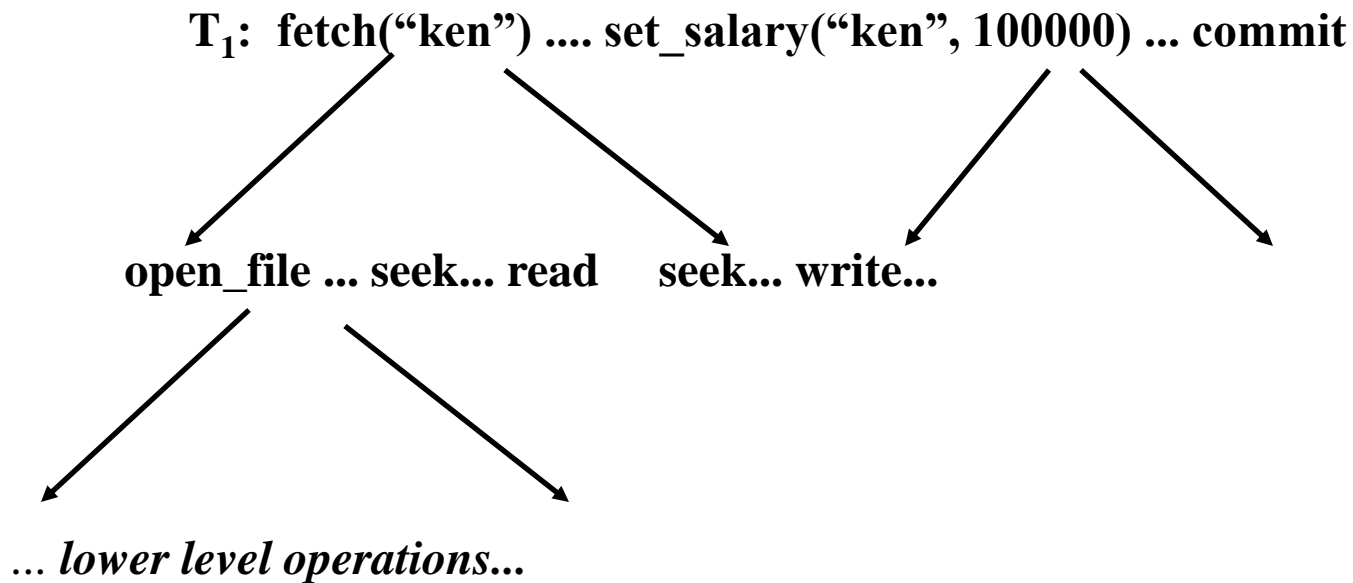 T₁: fetch(“ken”) .... set_salary(“ken”, 100000) ... commit
open_file ... seek... read seek... write...
... lower level operations...